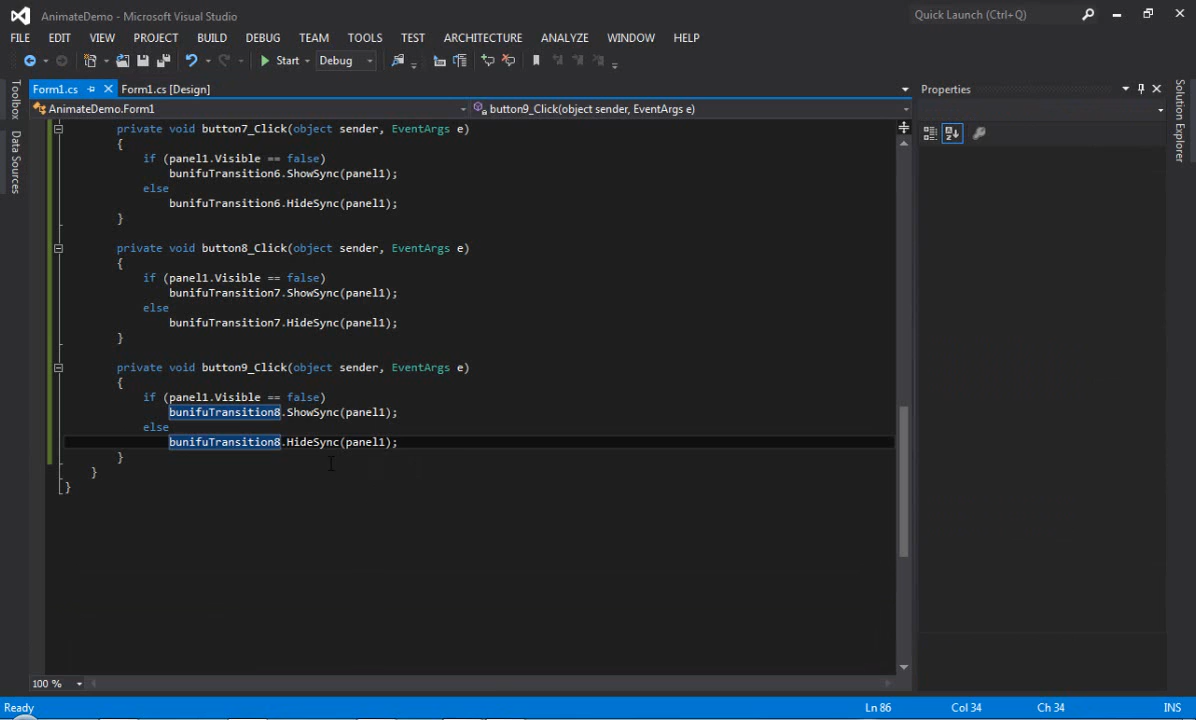 AnimateDemo - Microsoft Visual Studio
Quick Launch (Ctrl+Q)
FILE EDIT VIEW PROJECT BUILD DEBUG TEAM TOOLS TEST ARCHITECTURE ANALYZE WINDOW HELP
Start Debug
Toolbox
Data Sources
Form1.cs
Form1.cs [Design]
AnimateDemo.Form1
button9_Click(object sender, EventArgs e)
private void button7_Click(object sender, EventArgs e)
{
if (panel1.Visible == false)
bunifuTransition6.ShowSync(panel1);
else
bunifuTransition6.HideSync(panel1);
}
private void button8_Click(object sender, EventArgs e)
{
if (panel1.Visible == false)
bunifuTransition7.ShowSync(panel1);
else
bunifuTransition7.HideSync(panel1);
}
private void button9_Click(object sender, EventArgs e)
{
if (panel1.Visible == false)
bunifuTransition8.ShowSync(panel1);
else
bunifuTransition8.HideSync(panel1);
}
}
}
Properties
Solution Explorer
100 %
Ready
Ln 86 Col 34 Ch 34 INS